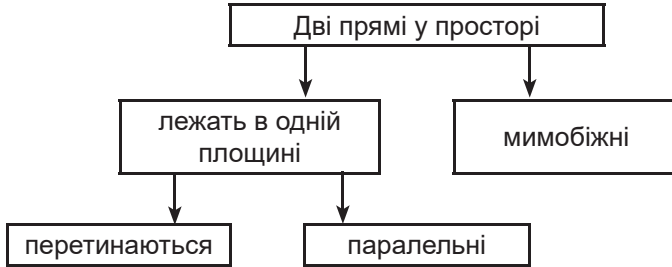 Дві прямі у просторі
лежать в одній
площині
мимобіжні
перетинаються
паралельні